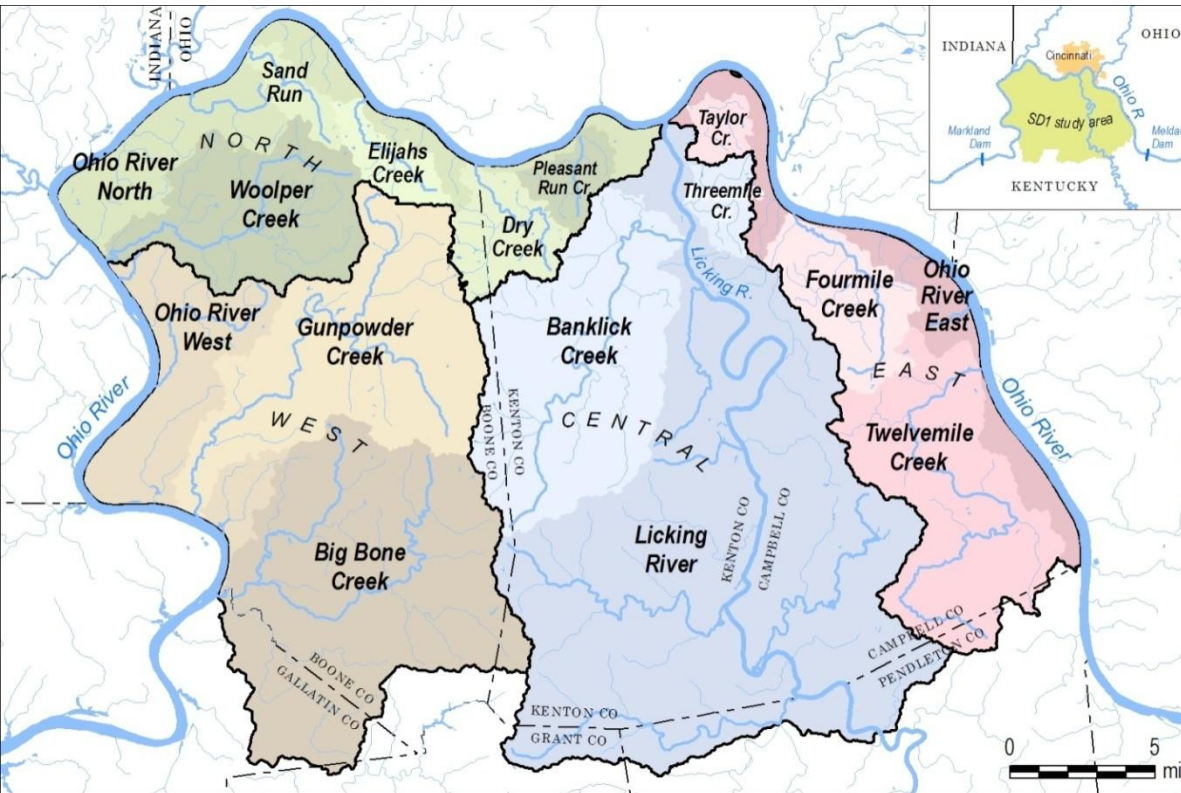 INDIANA
OHIO
Sand
Run
NORTH
Ohio River
North
Woolper
Creek
Elijahs
Creek
Pleasant
Run Cr.
Dry
Creek
Taylor
Cr.
Threemile
Cr.
Licking R.
Fourmile
Creek
Ohio
River
East
EAST
Ohio River
West
Gunpowder
Creek
Banklick
Creek
Ohio River
WEST
BOONE CO
KENTON CO
CENTRAL
Twelvemile
Creek
Ohio River
Big Bone
Creek
Licking
River
KENTON CO
CAMPBELL CO
BOONE CO
GALLATIN CO
CAMPBELL CO
PENDLETON CO
KENTON CO
GRANT CO
0 5
mi
INDIANA
OHIO
Cincinnati
Ohio R
SD1 study area
Markland
Dam
Meldal
Dam
KENTUCKY